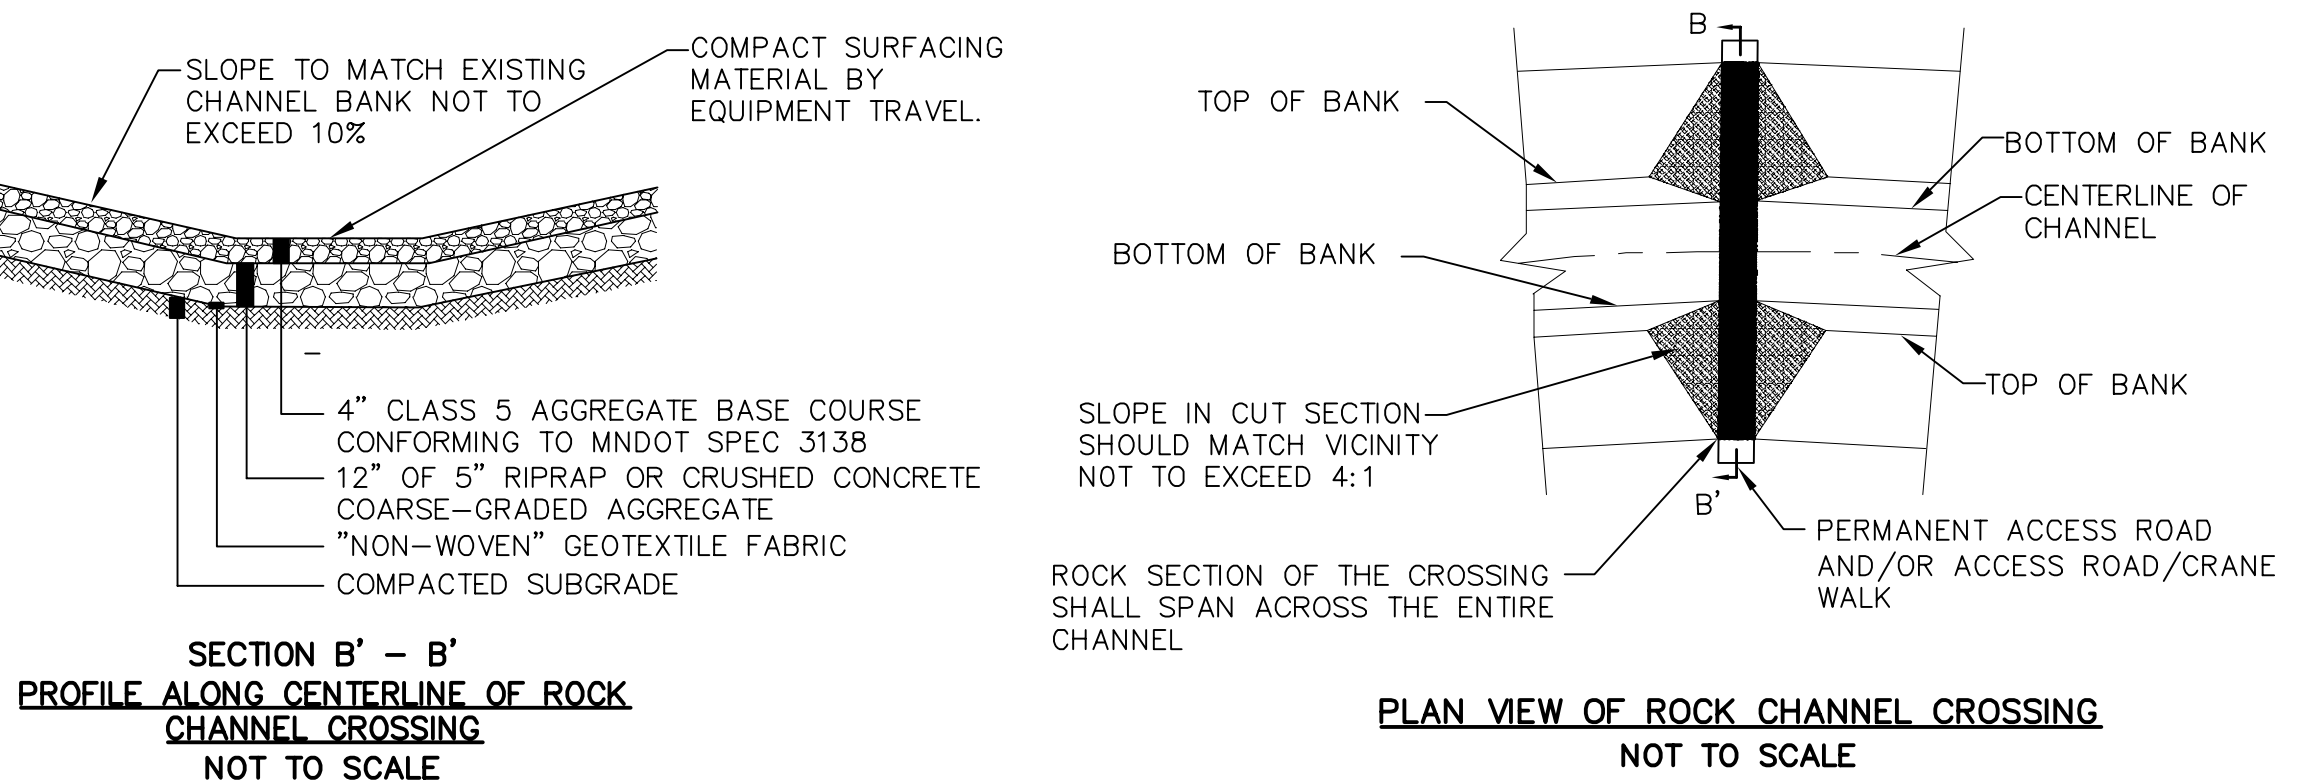 SLOPE TO MATCH EXISTING
CHANNEL BANK NOT TO
EXCEED 10%
COMPACT SURFACING
MATERIAL BY
EQUIPMENT TRAVEL.
4” CLASS 5 AGGREGATE BASE COURSE
CONFORMING TO MNDOT SPEC 3138
12” OF 5” RIPRAP OR CRUSHED CONCRETE
COARSE-GRADED AGGREGATE
”NON-WOVEN” GEOTEXTILE FABRIC
COMPACTED SUBGRADE
SECTION B’ - B’
PROFILE ALONG CENTERLINE OF ROCK
CHANNEL CROSSING
NOT TO SCALE
B
TOP OF BANK
BOTTOM OF BANK
CENTERLINE OF
CHANNEL
BOTTOM OF BANK
TOP OF BANK
SLOPE IN CUT SECTION
SHOULD MATCH VICINITY
NOT TO EXCEED 4:1
B’
PERMANENT ACCESS ROAD
AND/OR ACCESS ROAD/CRANE
WALK
ROCK SECTION OF THE CROSSING
SHALL SPAN ACROSS THE ENTIRE
CHANNEL
PLAN VIEW OF ROCK CHANNEL CROSSING
NOT TO SCALE